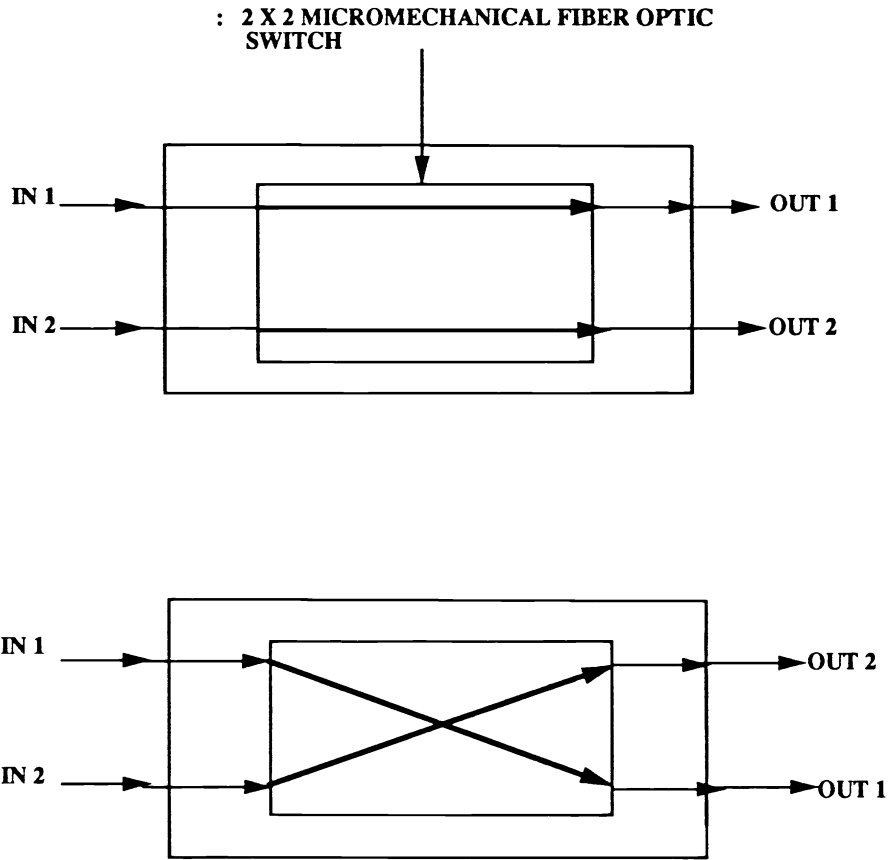 : 2 X 2 MICROMECHANICAL FIBER OPTIC
SWITCH
IN 1
OUT 1
IN 2
OUT 2
IN 1
OUT 2
IN 2
OUT 1